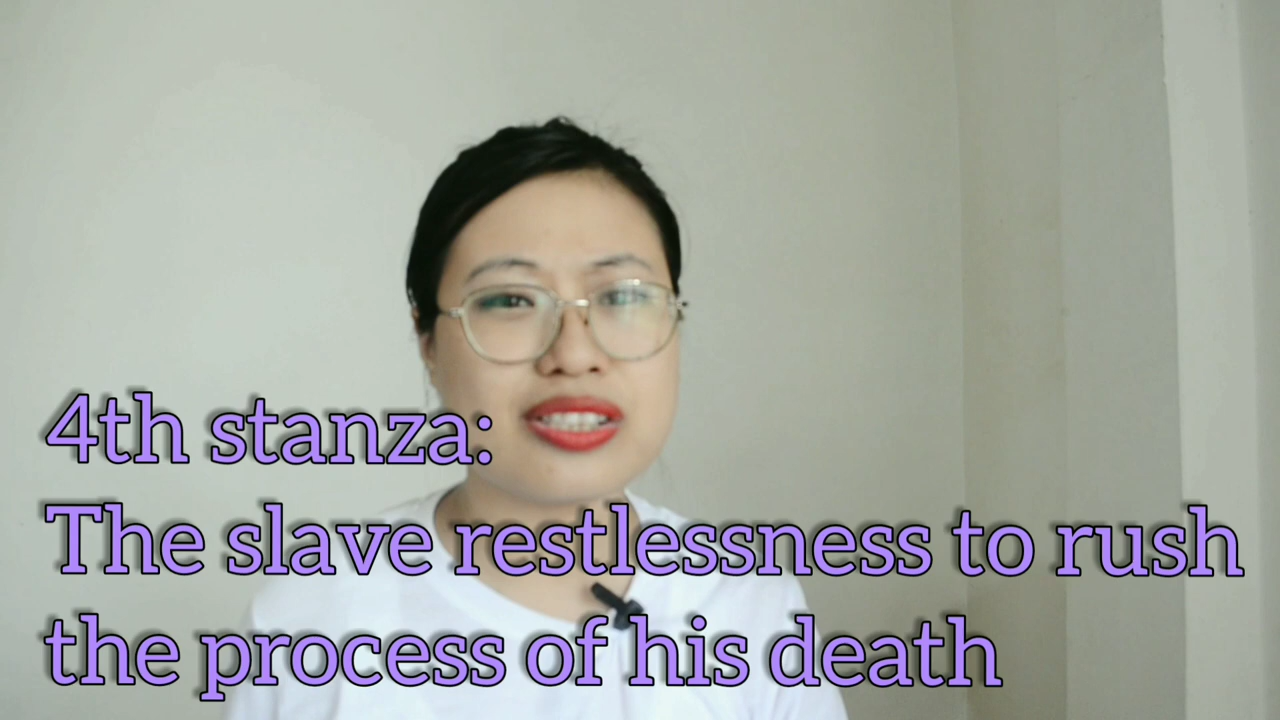 4th stanza:
The slave restlessness to rush
the process of his death